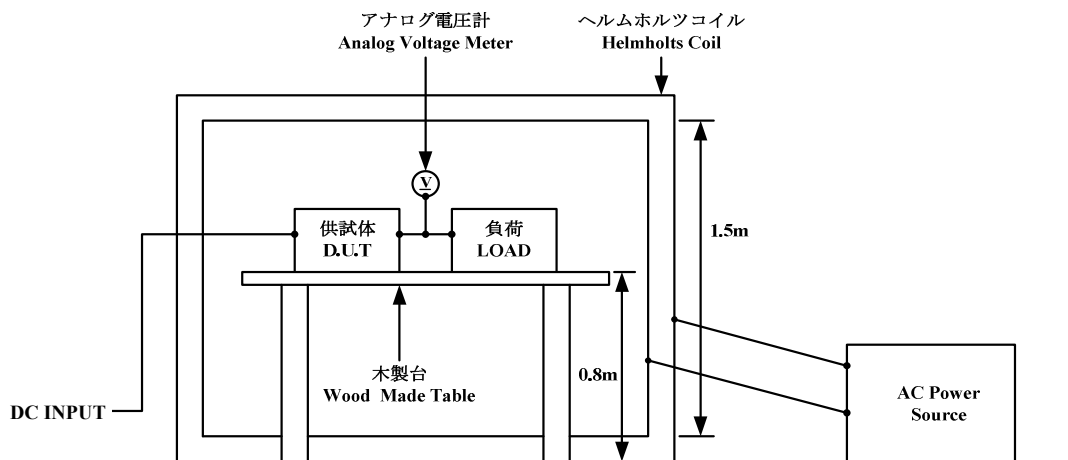 アナログ電圧計
Analog Voltage Meter
ヘルムホルツコイル
Helmholts Coil
V
供試体
D.U.T
負荷
LOAD
1.5m
木製台
Wood Made Table
0.8m
DC INPUT
AC Power
Source